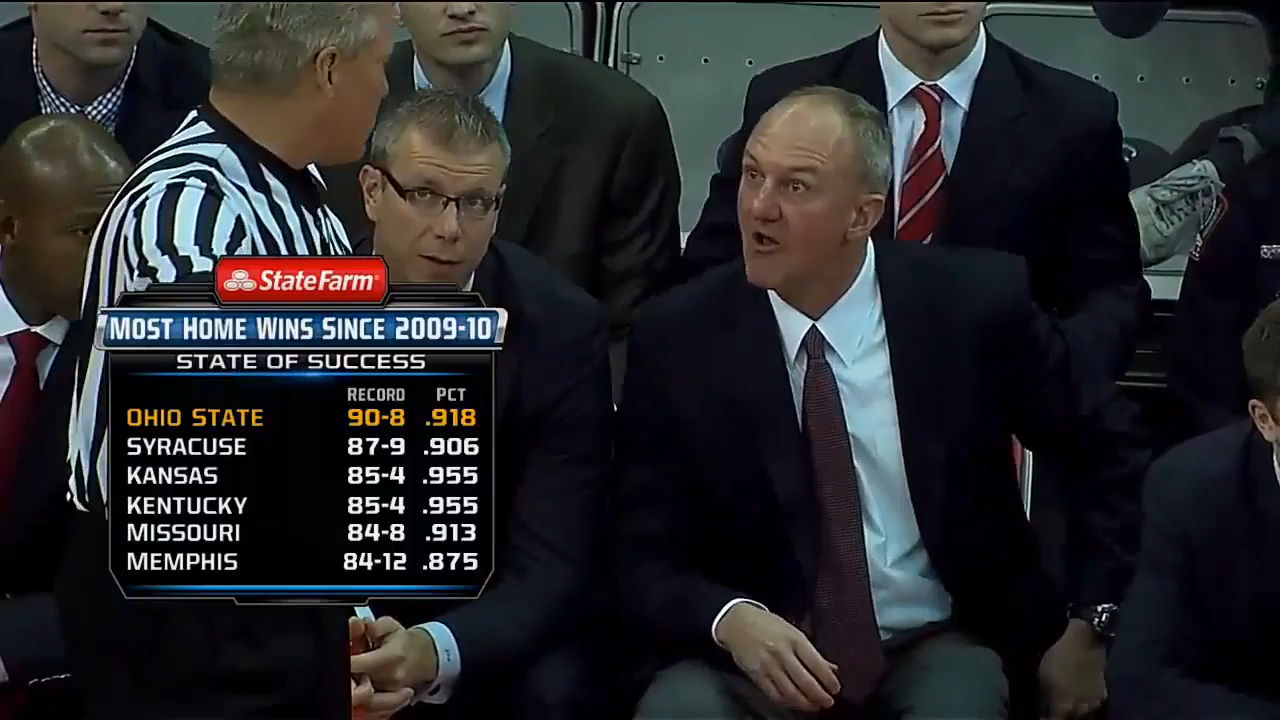 StateFarm
MOST HOME WINS SINCE 2009-10
STATE OF SUCCESS
RECORD PCT
OHIO STATE 90-8 .918
SYRACUSE 87-9 .906
KANSAS 85-4 .955
KENTUCKY 85-4 .955
MISSOURI 84-8 .913
MEMPHIS 84-12 .875